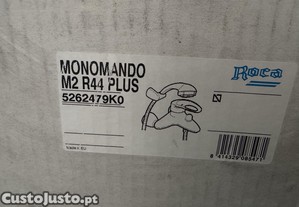 MONOMANDO
M2 R44 PLUS
5262479K0
Roca
CustoJusto.pt